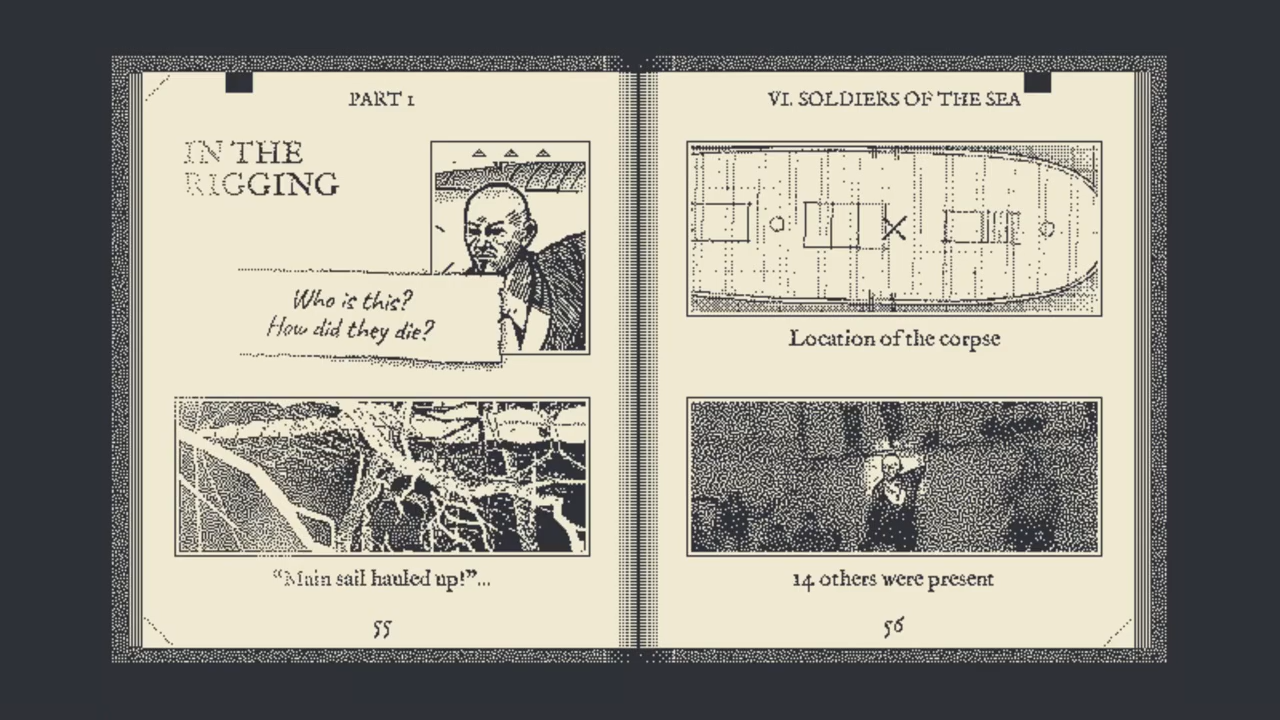 PART 1
IN THE
RIGGING
Who is this?
How did they die?
"Main sail hauled up!"...
55
VI. SOLDIERS OF THE SEA
Location of the corpse
14 others were present
56